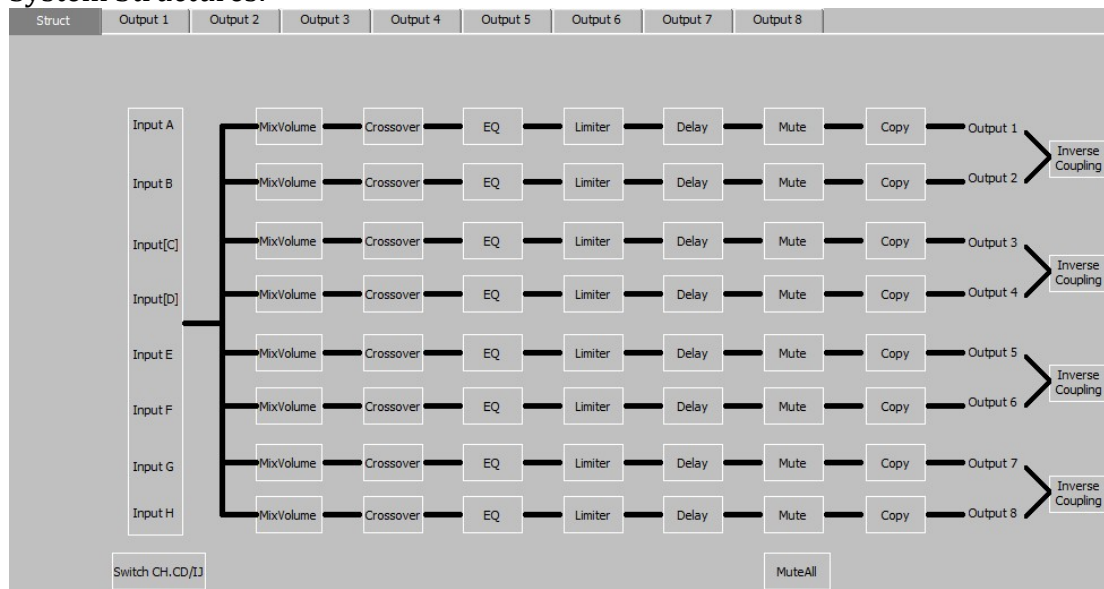 System structures:
Struct Output 1 Output 2 Output 3 Output 4 Output 5 Output 6 Output 7 Output 8
Input A MixVolume Crossover EQ Limiter Delay Mute Copy Output 1
Inverse
Coupling
Input B MixVolume Crossover EQ Limiter Delay Mute Copy Output 2
Input[C] MixVolume Crossover EQ Limiter Delay Mute Copy Output 3
Inverse
Coupling
Input[D] MixVolume Crossover EQ Limiter Delay Mute Copy Output 4
Input E MixVolume Crossover EQ Limiter Delay Mute Copy Output 5
Inverse
Coupling
Input F MixVolume Crossover EQ Limiter Delay Mute Copy Output 6
Input G MixVolume Crossover EQ Limiter Delay Mute Copy Output 7
Inverse
Coupling
Input H MixVolume Crossover EQ Limiter Delay Mute Copy Output 8
Switch CH.CD/IJ MuteAll